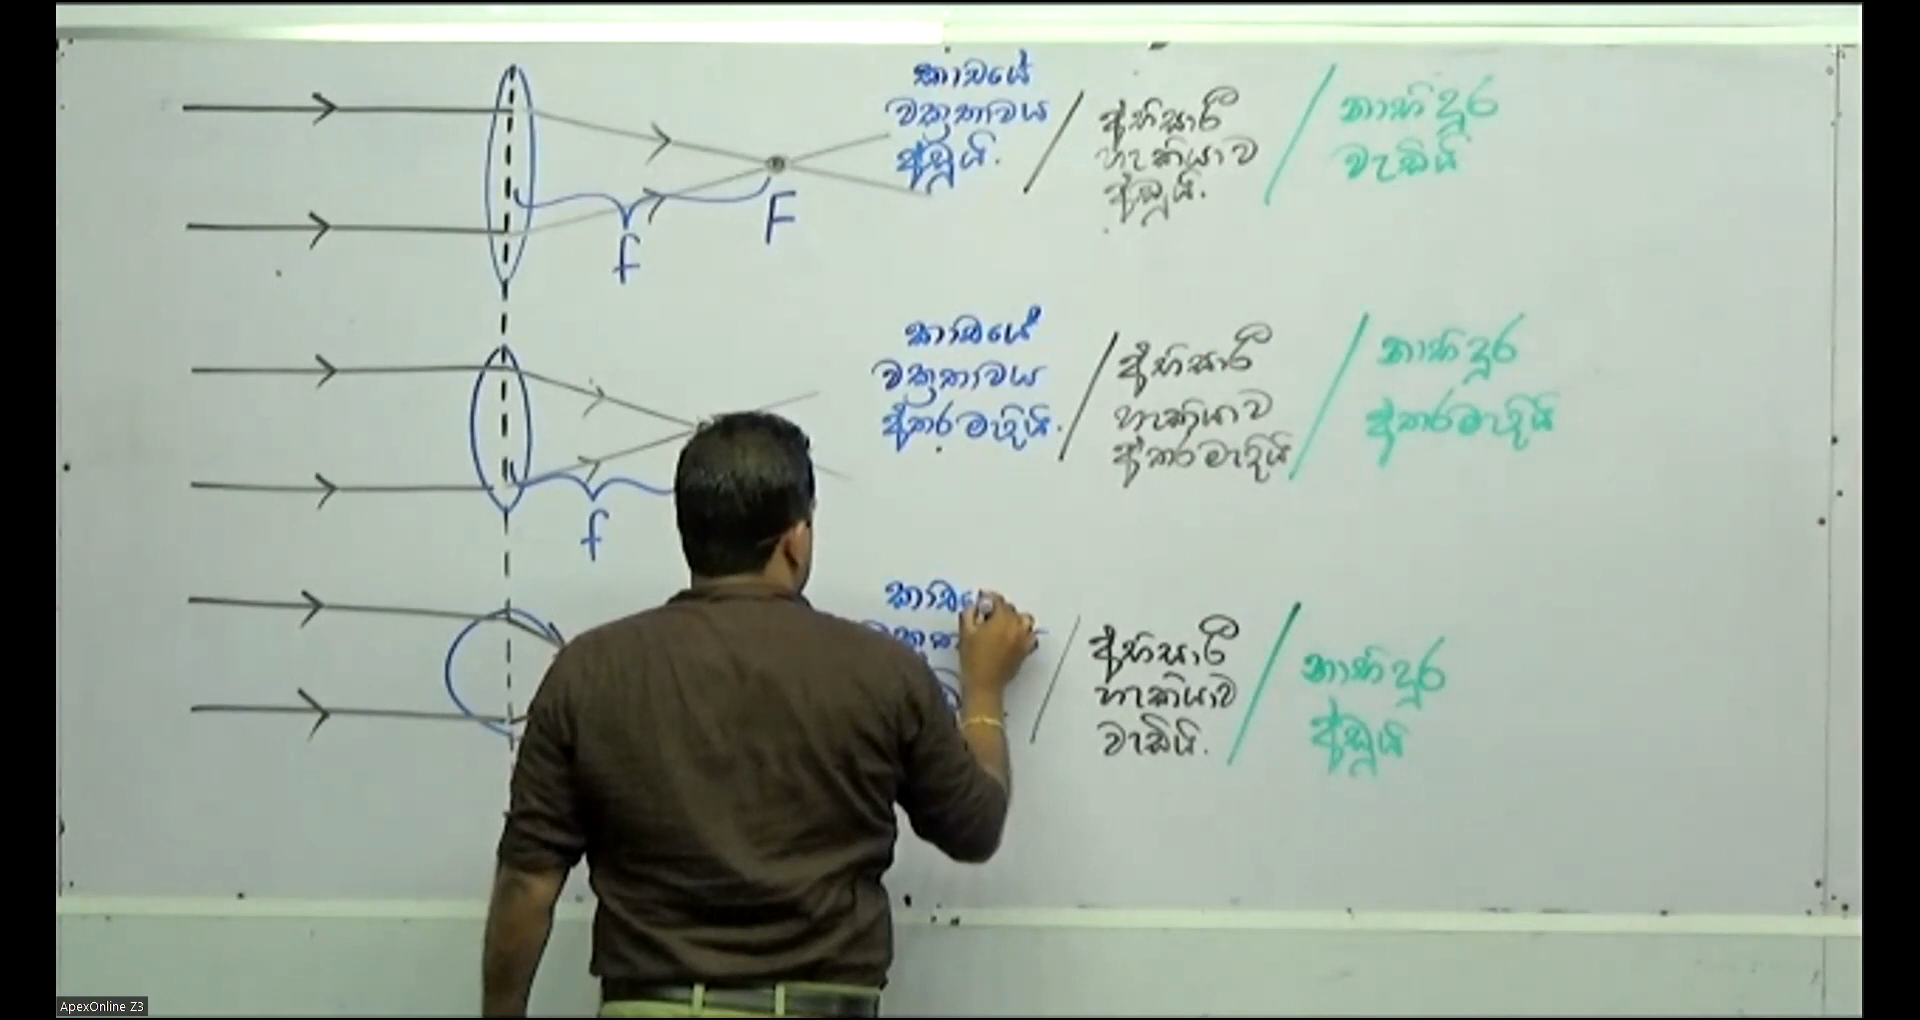 කාචයේ
වක්‍රතාවය
අඩුයි.
අභිසාරී
හැකියාව
අඩුයි.
නාභි දුර
වැඩියි
F
f
කාචයේ
වක්‍රතාවය
අතරමැදියි.
අභිසාරී
හැකියාව
අතරමැදියි
නාභි දුර
අතරමැදියි
f
අභිසාරී
හැකියාව
වැඩියි.
නාභි දුර
අඩුයි
ApexOnline Z3